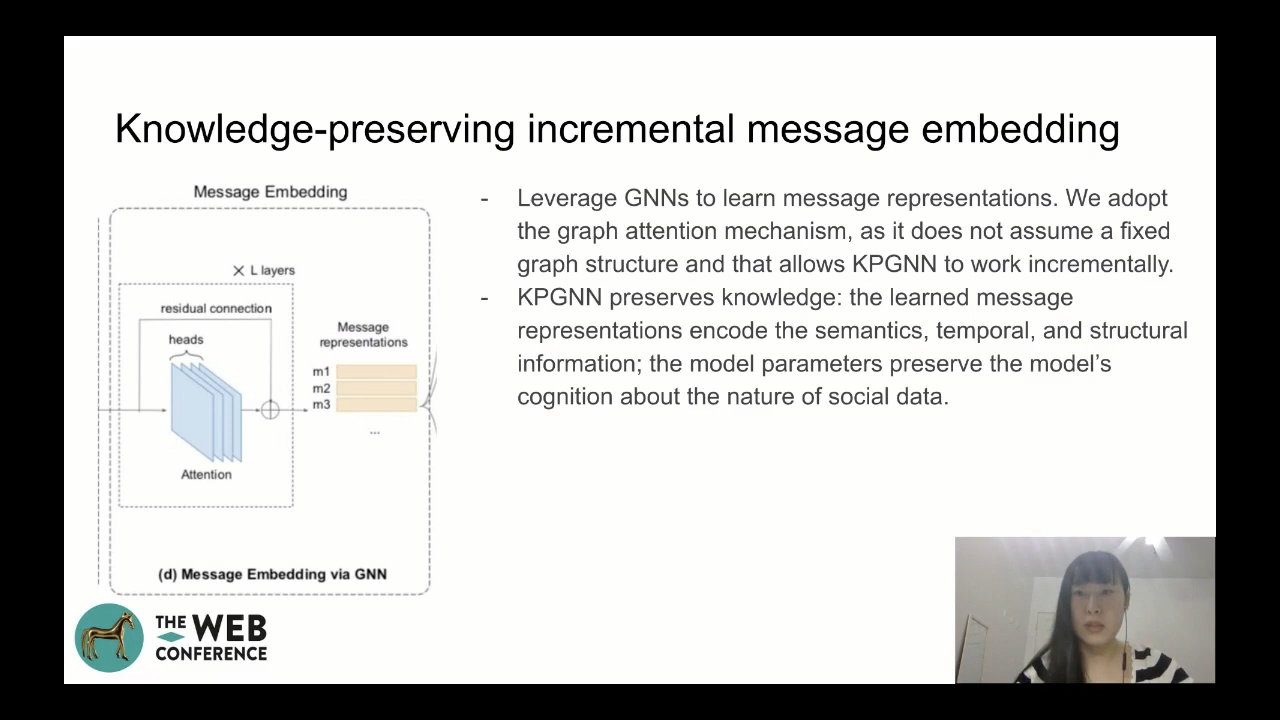 Knowledge-preserving incremental message embedding
Message Embedding
× L layers
residual connection
heads
Message
representations
m1
m2
m3
...
Attention
(d) Message Embedding via GNN
- Leverage GNNs to learn message representations. We adopt
the graph attention mechanism, as it does not assume a fixed
graph structure and that allows KPGNN to work incrementally.
- KPGNN preserves knowledge: the learned message
representations encode the semantics, temporal, and structural
information; the model parameters preserve the model’s
cognition about the nature of social data.
THE WEB
CONFERENCE